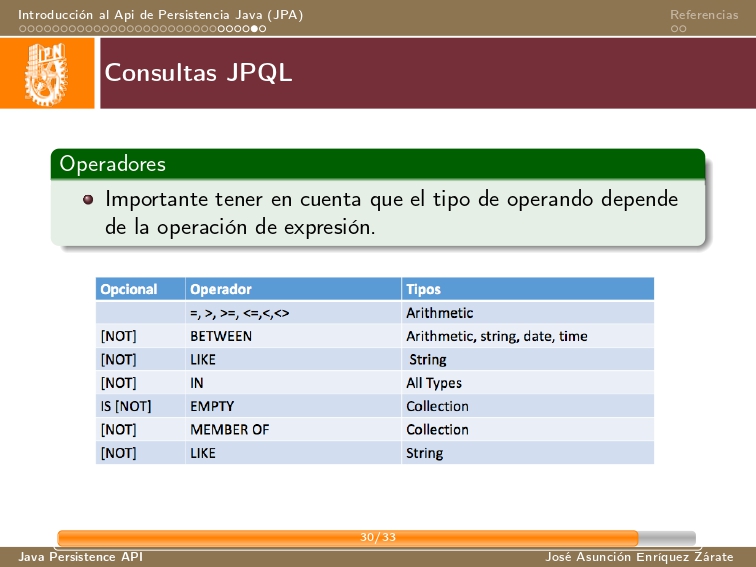 Introducción al Api de Persistencia Java (JPA) Referencias
IPN
Consultas JPQL
Operadores
Importante tener en cuenta que el tipo de operando depende
de la operación de expresión.
Opcional Operador Tipos
=, >, >=, <=,<,<> Arithmetic
[NOT] BETWEEN Arithmetic, string, date, time
[NOT] LIKE String
[NOT] IN All Types
IS [NOT] EMPTY Collection
[NOT] MEMBER OF Collection
[NOT] LIKE String
30/33
Java Persistence API José Asunción Enríquez Zárate